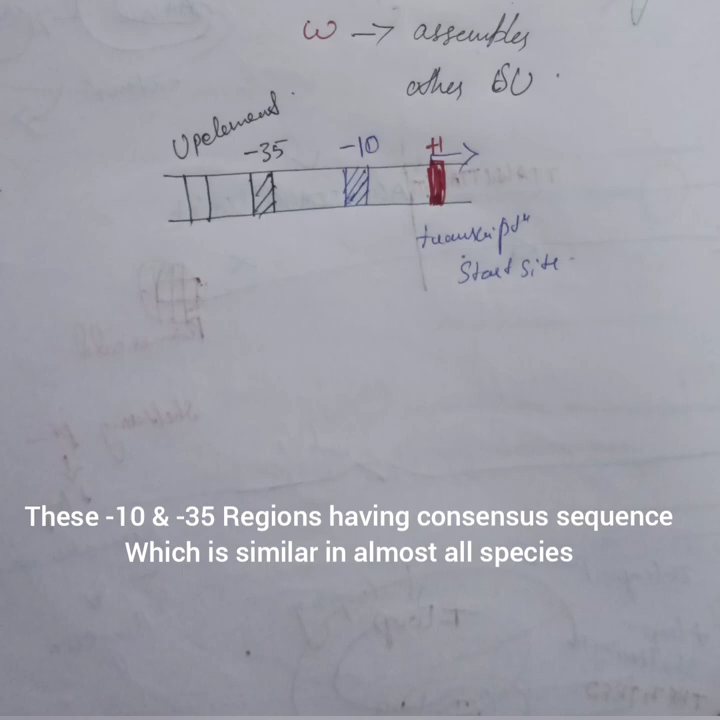 ω → assembles
other SU.
Upelement.
-35
-10
+1
transcriptⁿ
Start Site.
These -10 & -35 Regions having consensus sequence
Which is similar in almost all species